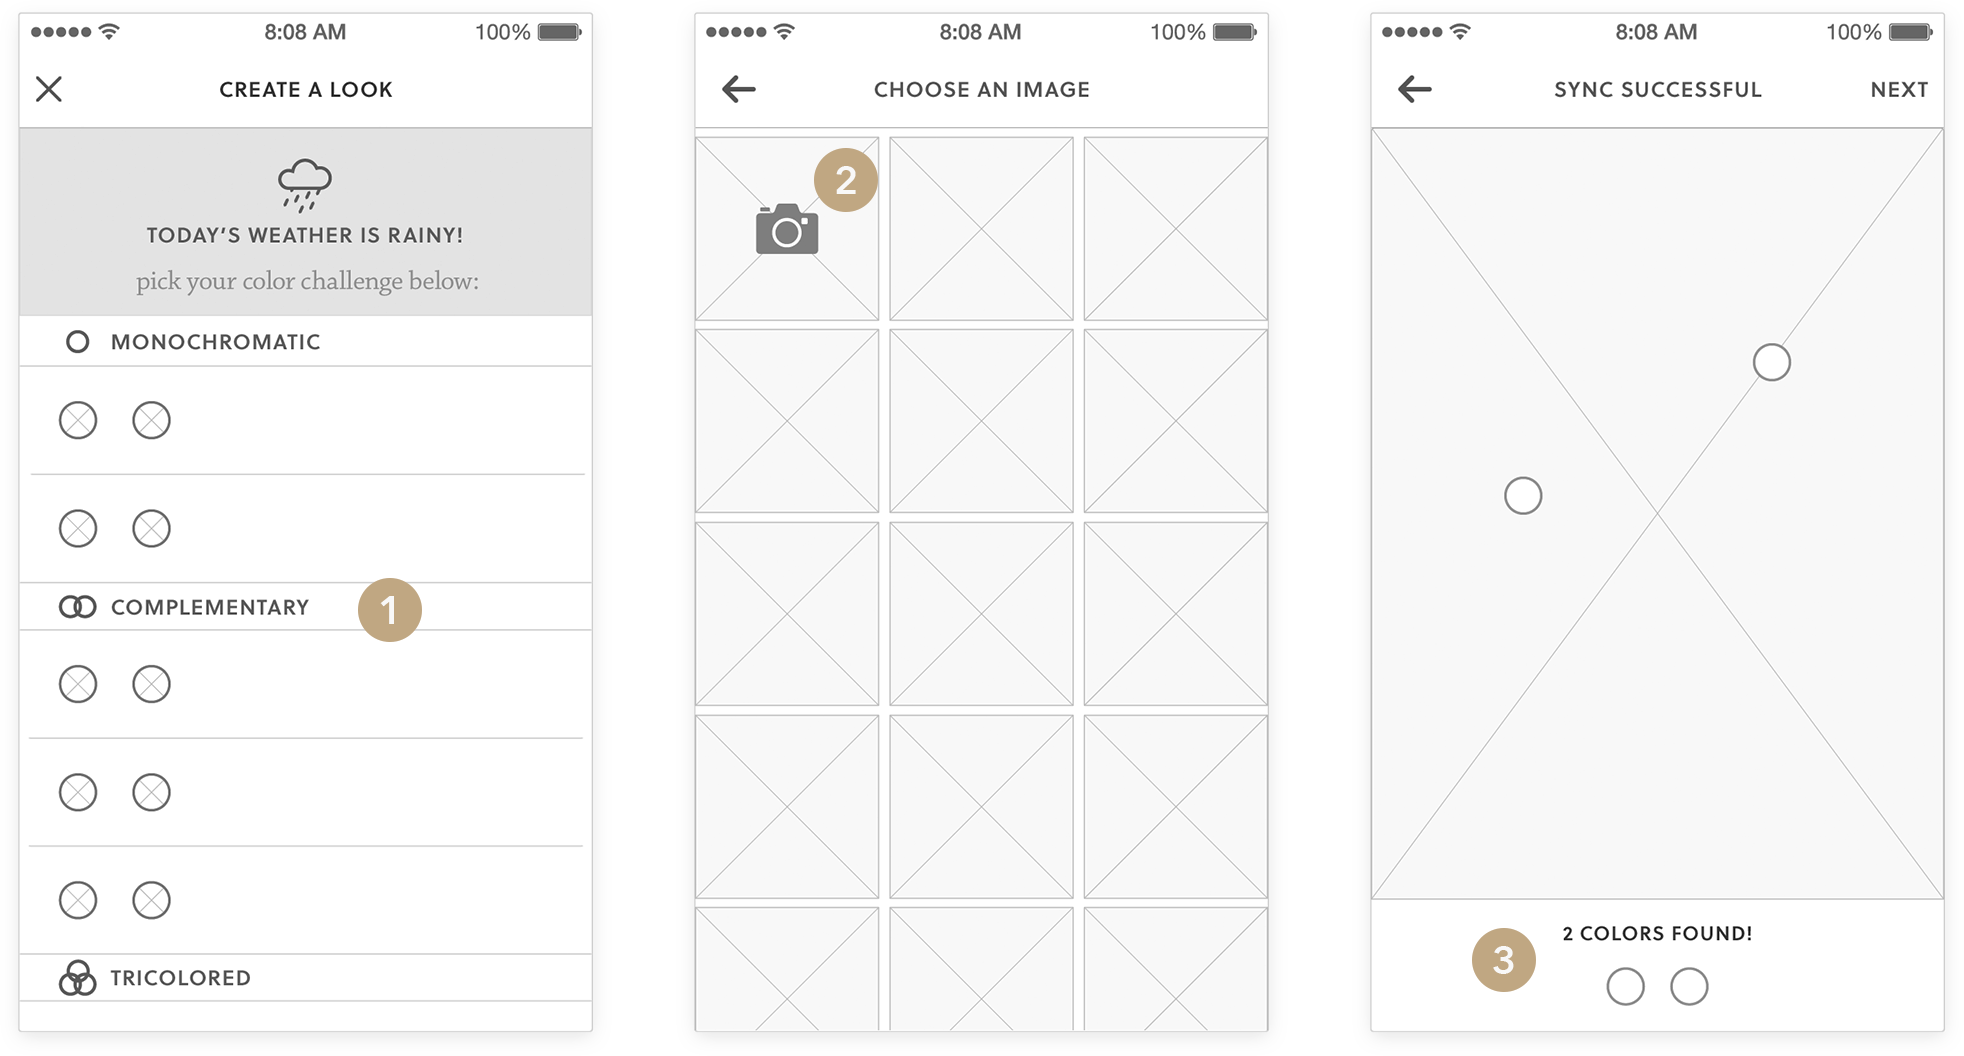 8:08 AM 100%
CREATE A LOOK
TODAY'S WEATHER IS RAINY!
pick your color challenge below:
MONOCHROMATIC
COMPLEMENTARY
1
TRICOLORED
8:08 AM 100%
CHOOSE AN IMAGE
2
8:08 AM 100%
SYNC SUCCESSFUL NEXT
2 COLORS FOUND!
3